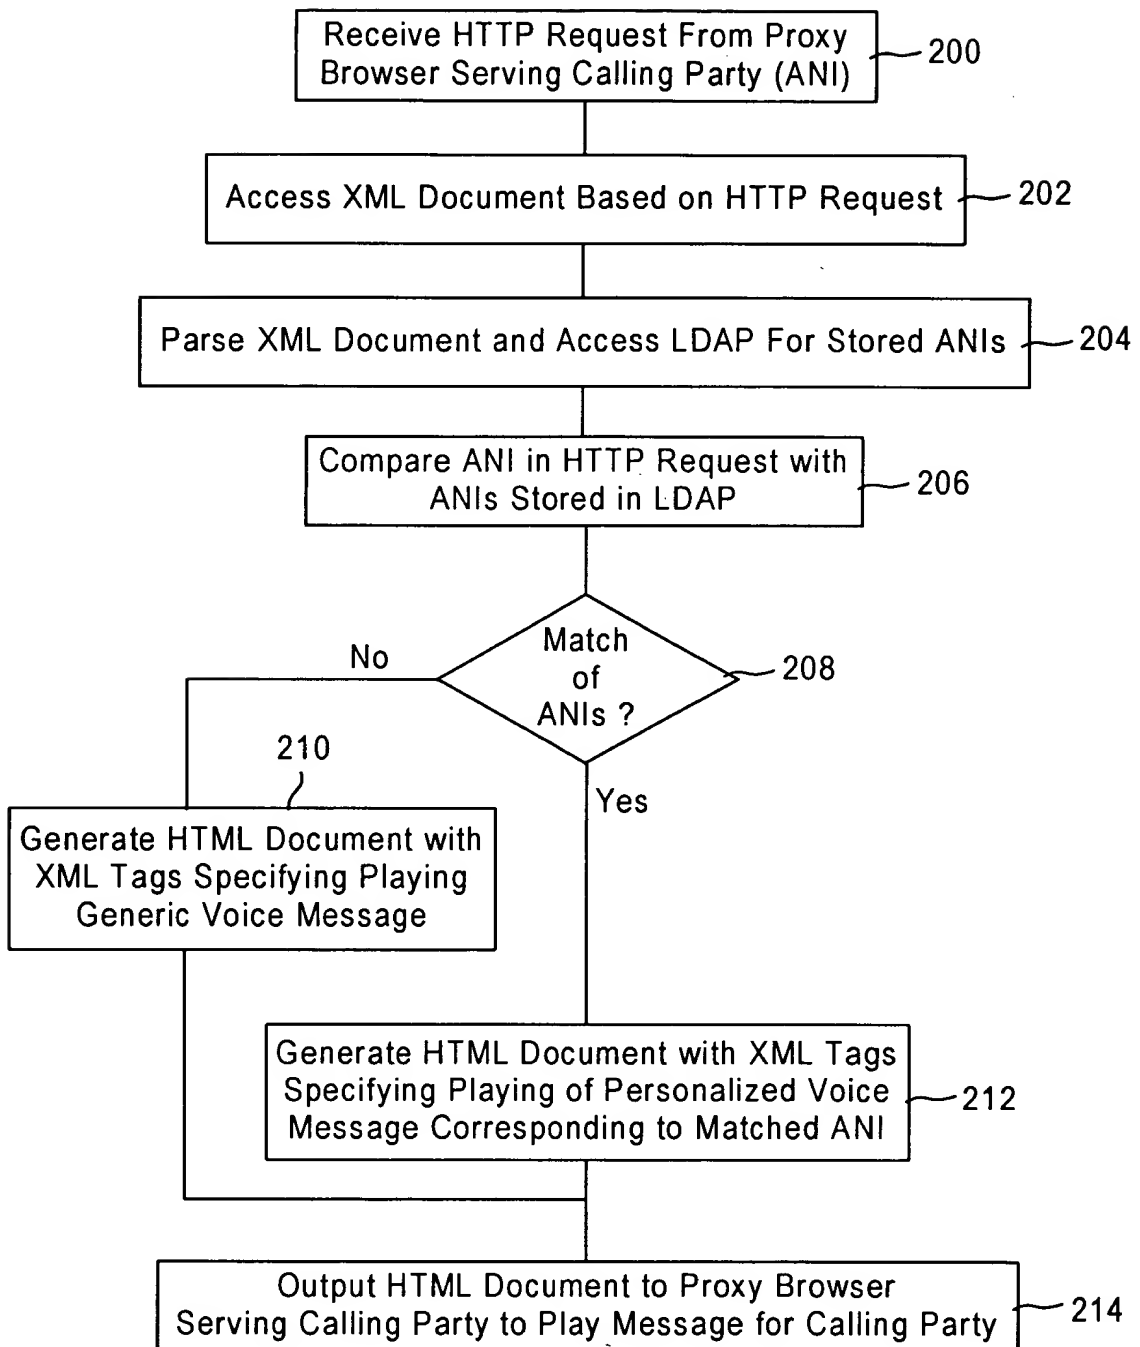 Receive HTTP Request From Proxy
Browser Serving Calling Party (ANI)
200
Access XML Document Based on HTTP Request
202
Parse XML Document and Access LDAP For Stored ANIs
204
Compare ANI in HTTP Request with
ANIs Stored in LDAP
206
Match
of
ANIs ?
208
No
Yes
210
Generate HTML Document with
XML Tags Specifying Playing
Generic Voice Message
Generate HTML Document with XML Tags
Specifying Playing of Personalized Voice
Message Corresponding to Matched ANI
212
Output HTML Document to Proxy Browser
Serving Calling Party to Play Message for Calling Party
214